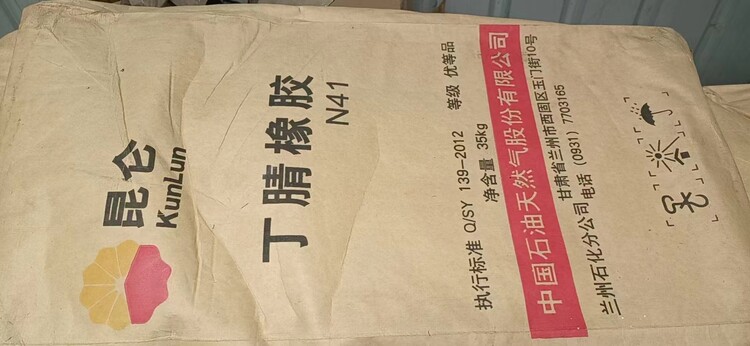 昆仑
KunLun
丁腈橡胶
N41
执行标准 Q/SY 139-2012 等级 优等品
净含量 35kg
中国石油天然气股份有限公司
甘肃省兰州市西固区玉门街10号
兰州石化分公司 电话 (0931) 7703165